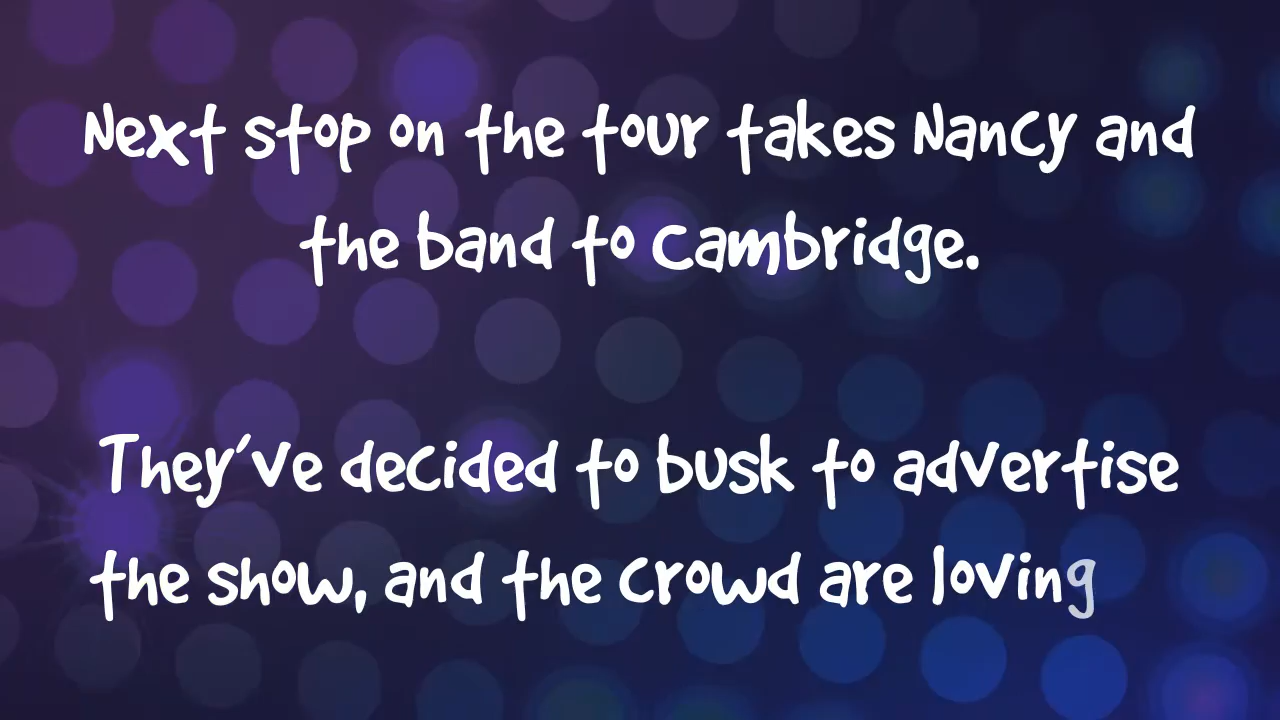 Next stop on the tour takes Nancy and
the band to Cambridge.
They've decided to busk to advertise
the show, and the crowd are loving